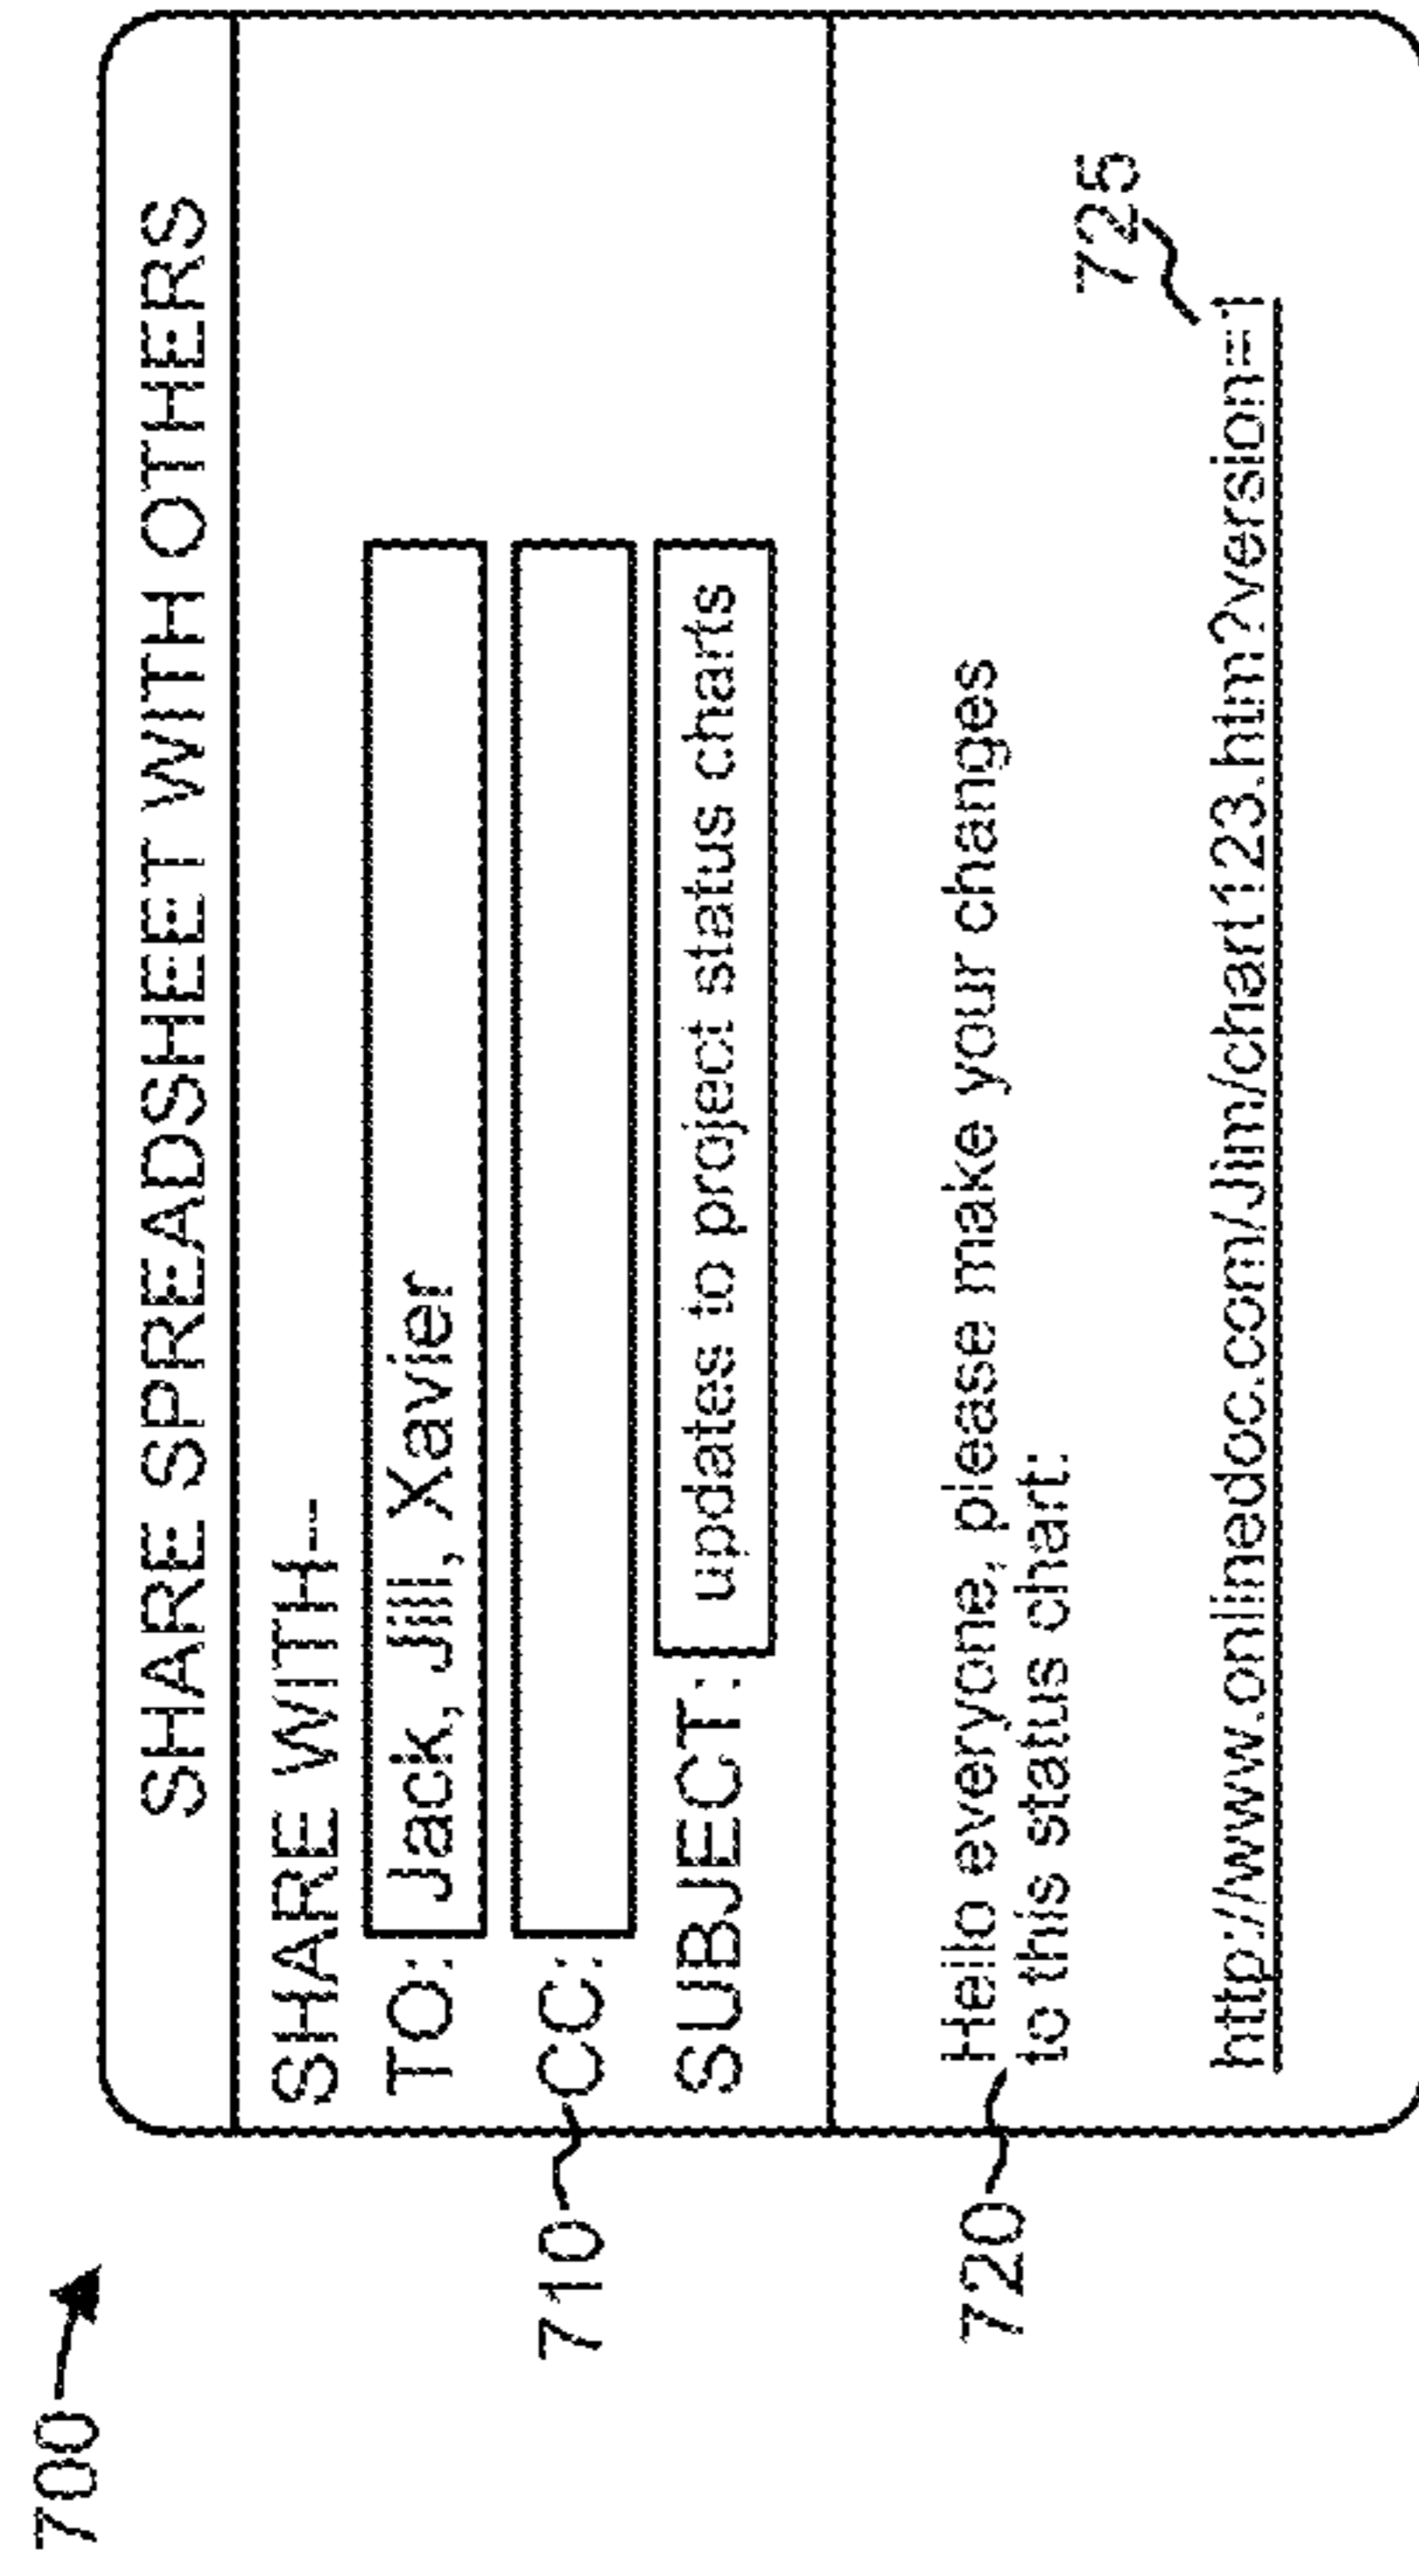 700
SHARE SPREADSHEET WITH OTHERS
SHARE WITH--
TO: Jack, Jill, Xavier
710 CC:
SUBJECT: updates to project status charts
720 Hello everyone, please make your changes
to this status chart:
725
http://www.onlinedoc.com/Jim/chart123.htm?version=1